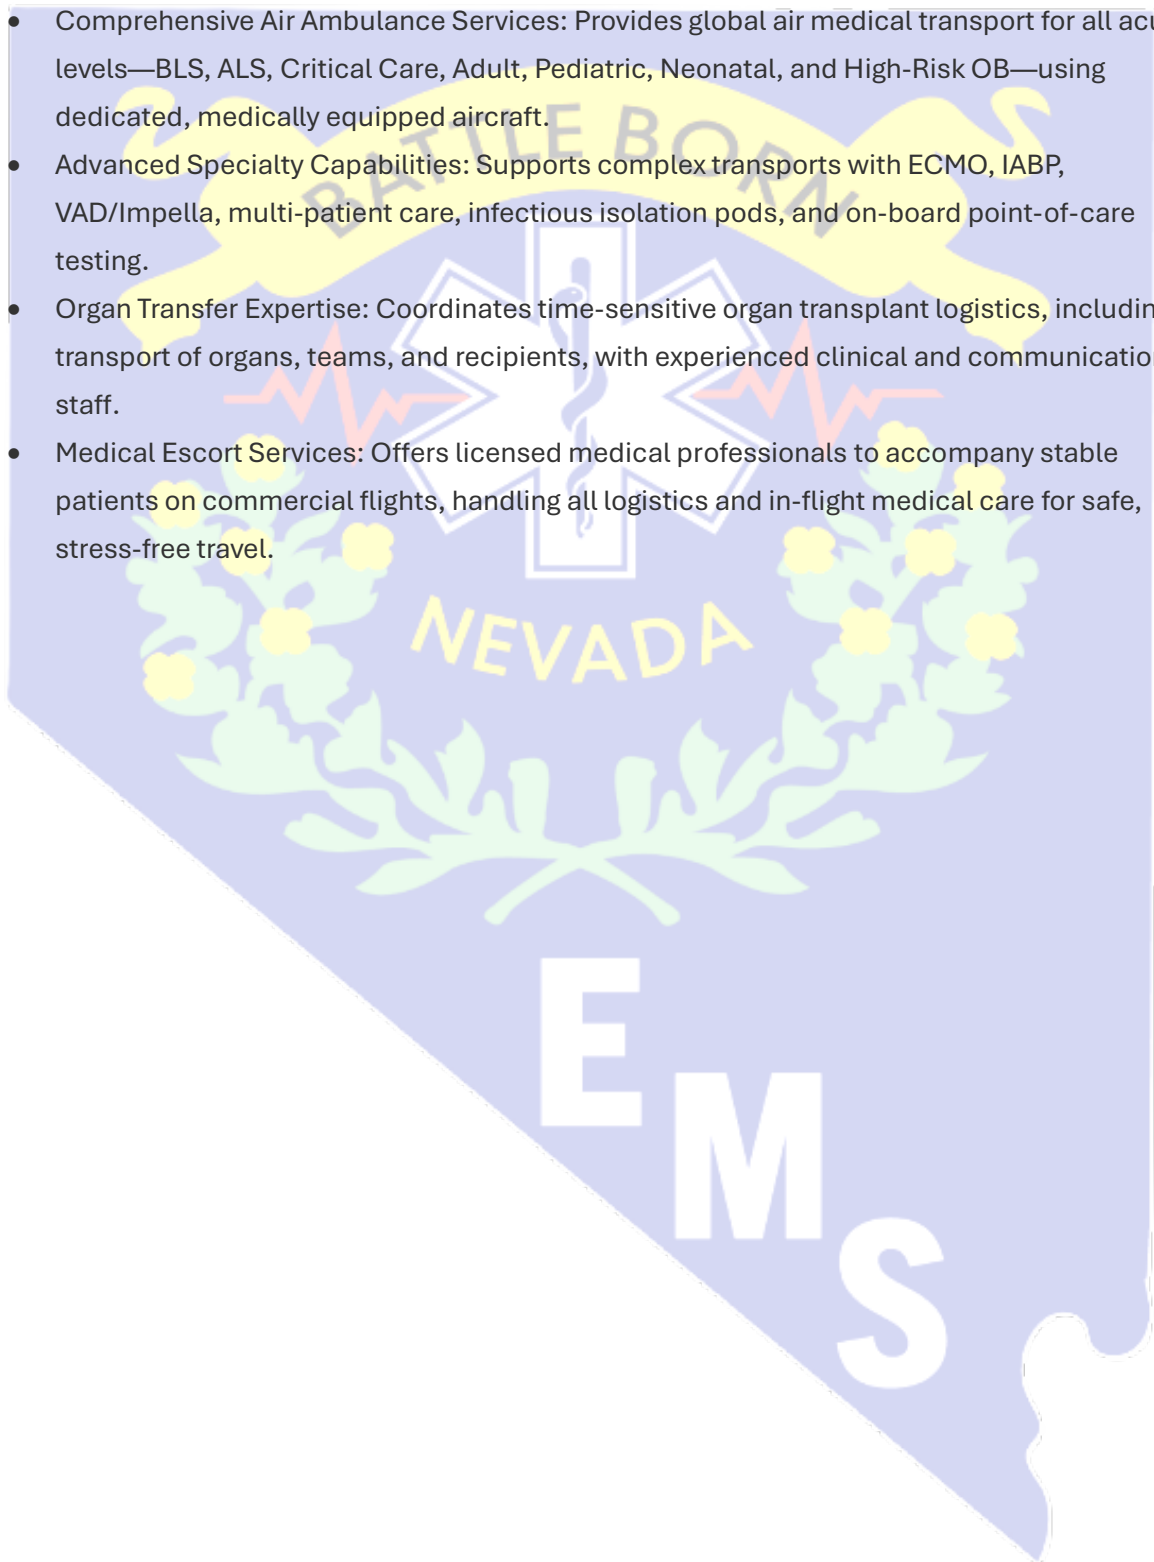 • Comprehensive Air Ambulance Services: Provides global air medical transport for all acu
levels—BLS, ALS, Critical Care, Adult, Pediatric, Neonatal, and High-Risk OB—using
dedicated, medically equipped aircraft.
• Advanced Specialty Capabilities: Supports complex transports with ECMO, IABP,
VAD/Impella, multi-patient care, infectious isolation pods, and on-board point-of-care
testing.
• Organ Transfer Expertise: Coordinates time-sensitive organ transplant logistics, includin
transport of organs, teams, and recipients, with experienced clinical and communicatio
staff.
• Medical Escort Services: Offers licensed medical professionals to accompany stable
patients on commercial flights, handling all logistics and in-flight medical care for safe,
stress-free travel.
BATTLE BORN
NEVADA
E
M
S